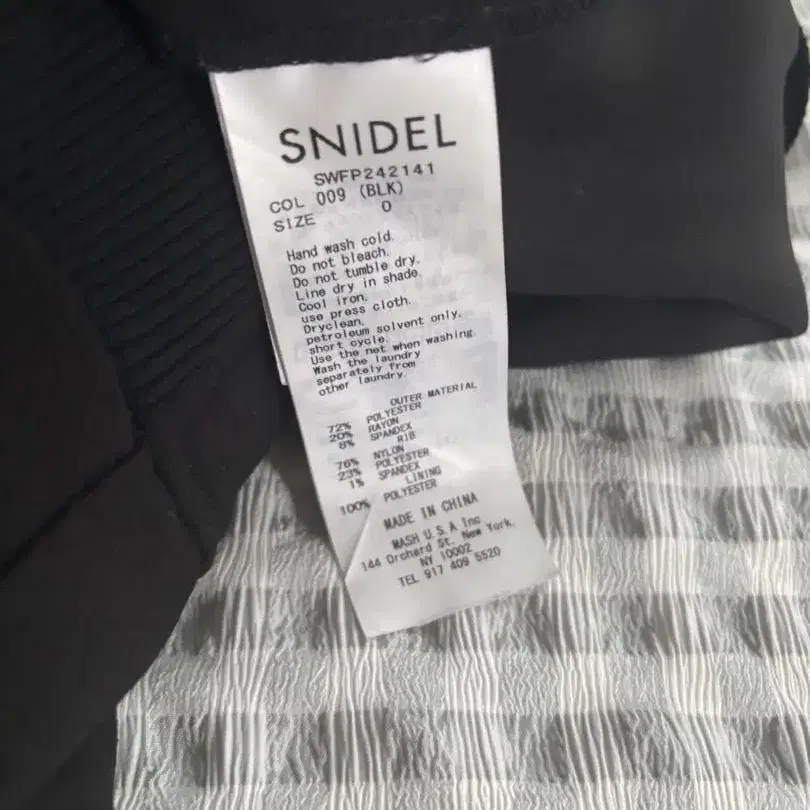 SNIDEL
SWFP242141
COL 009 (BLK)
SIZE 0
Hand wash cold.
Do not bleach.
Do not tumble dry.
Line dry in shade.
Cool iron.
use press cloth.
Dryclean.
petroleum solvent only.
short cycle.
Use the net when washing.
Wash the laundry
separately from
other laundry.
OUTER MATERIAL
72% POLYESTER
20% RAYON
8% SPANDEX
RIB
76% NYLON
23% POLYESTER
1% SPANDEX
LINING
100% POLYESTER
MADE IN CHINA
MASH U.S.A Inc
144 Orchard St. New York,
NY 10002
TEL 917 409 5520